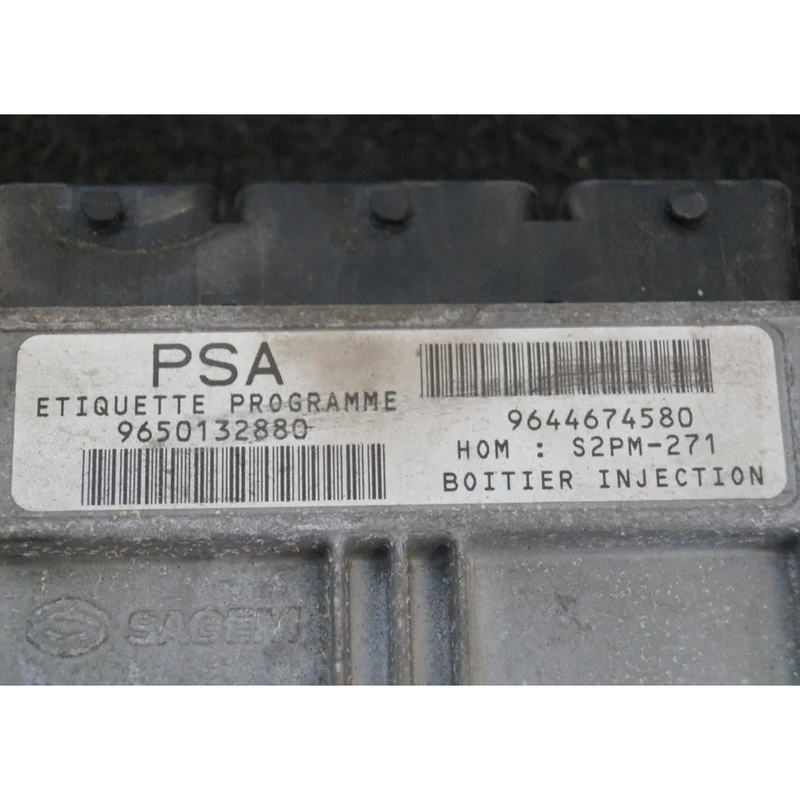 PSA
ETIQUETTE PROGRAMME
9650132880
9644674580
HOM : S2PM-271
BOITIER INJECTION
SAGEM